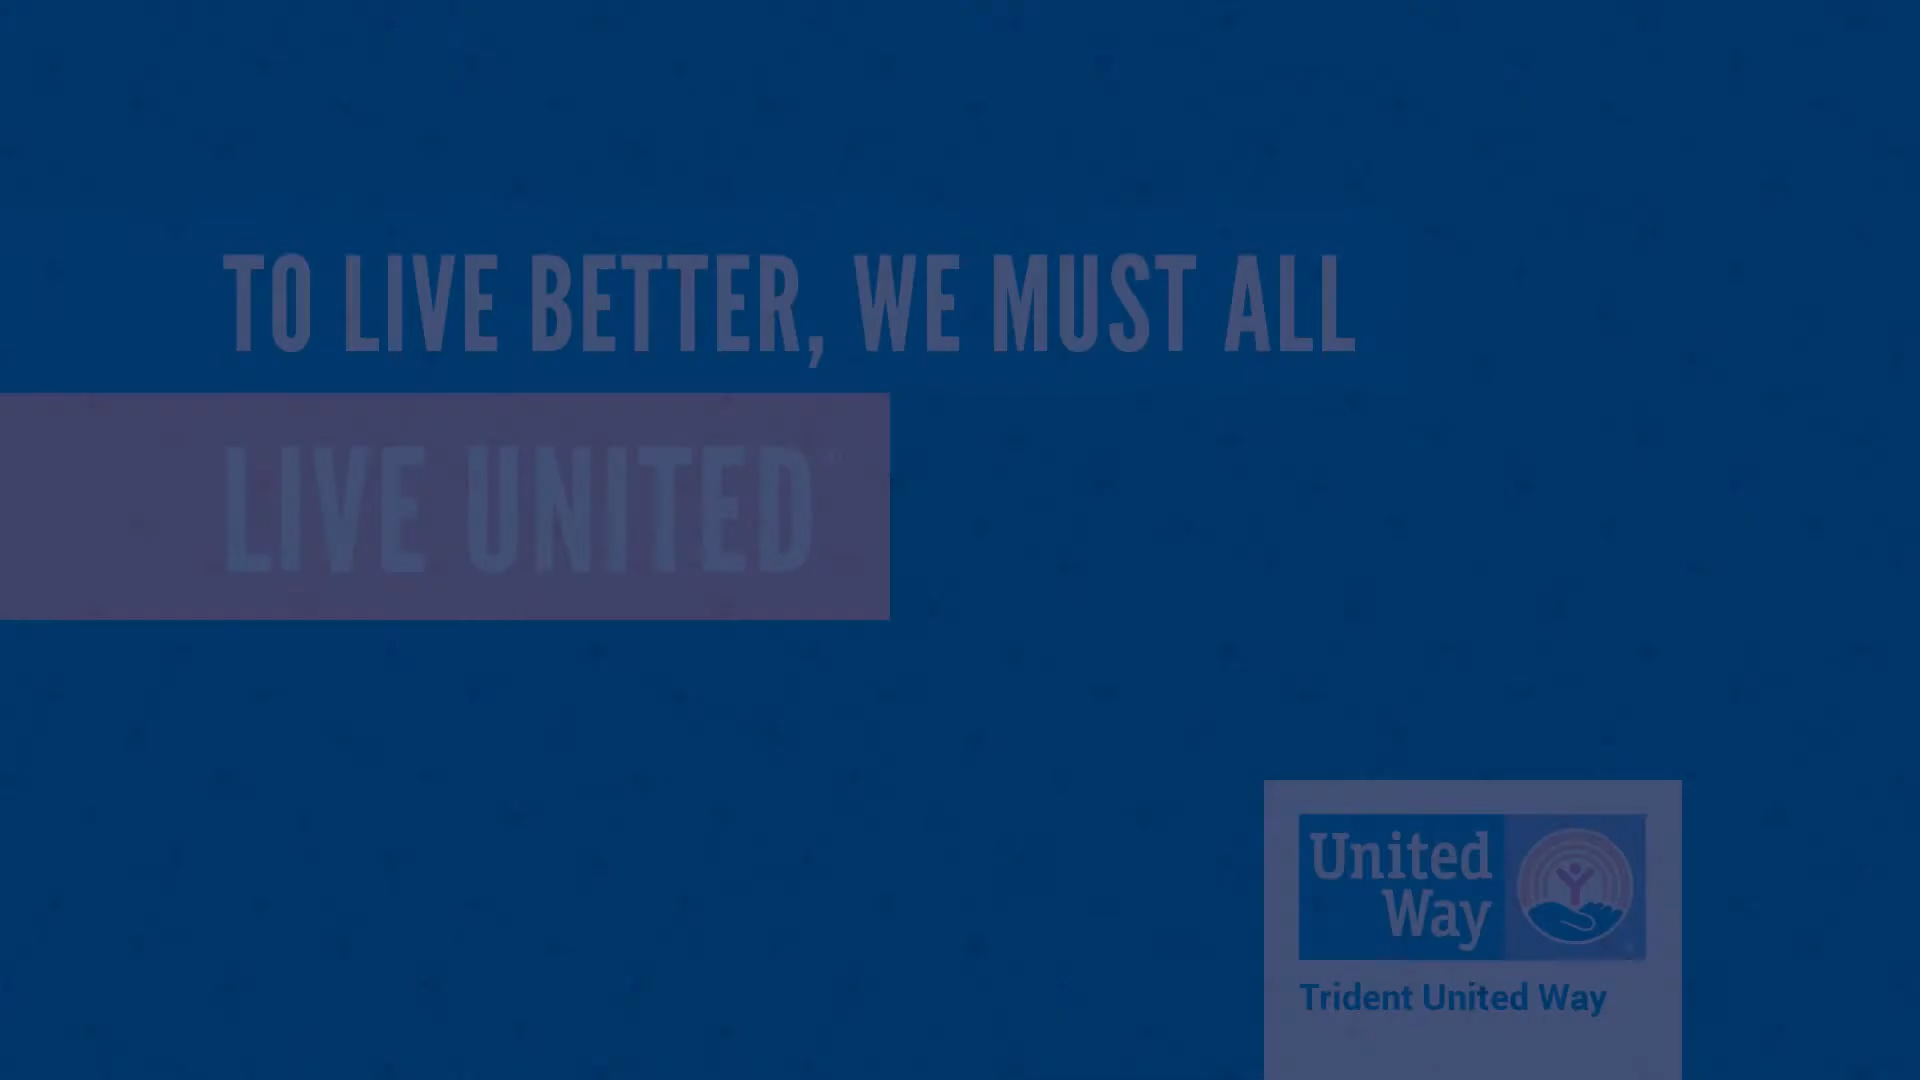 TO LIVE BETTER, WE MUST ALL
LIVE UNITED
United
Way
Trident United Way